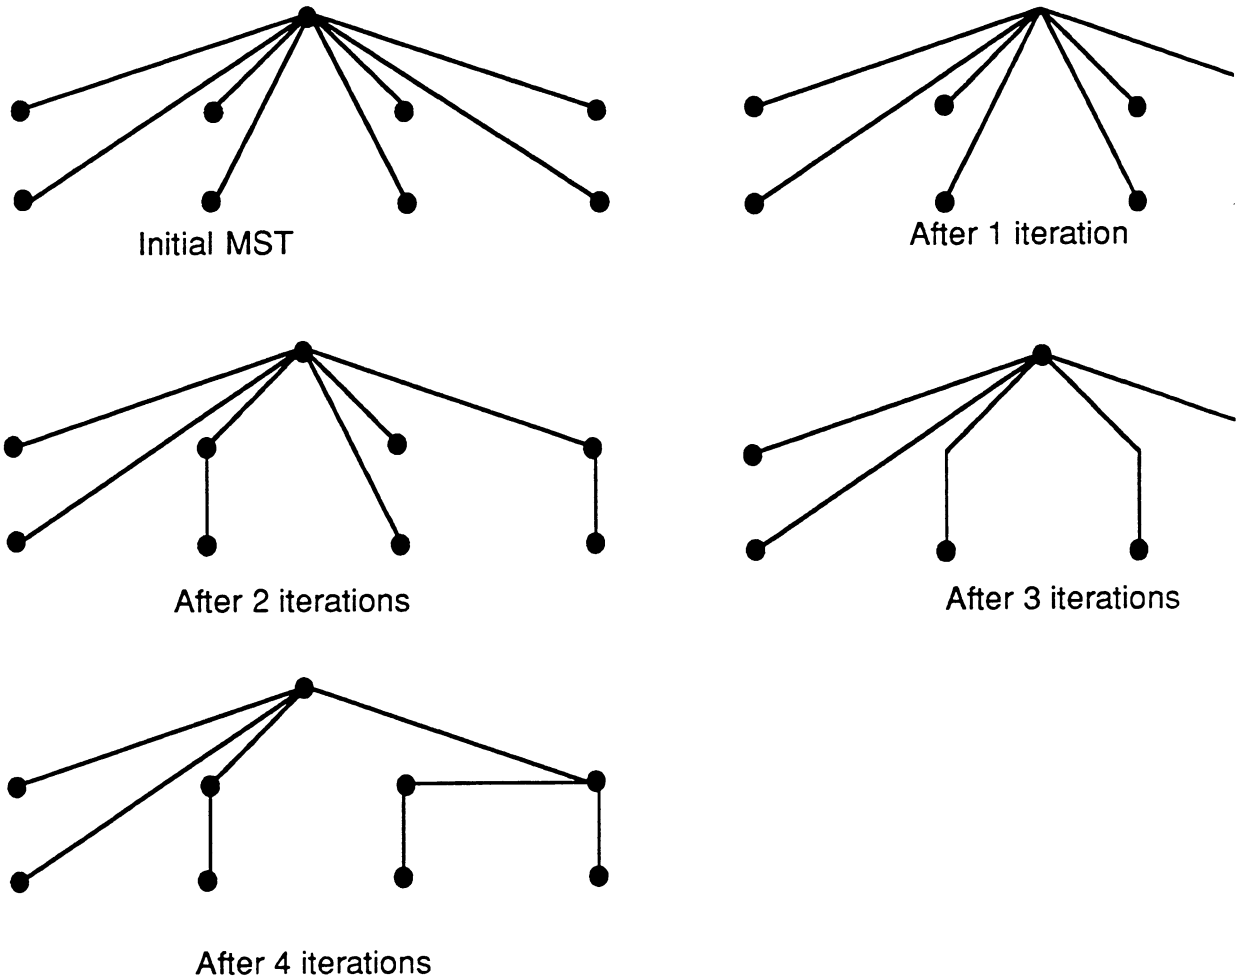 Initial MST
After 1 iteration
After 2 iterations
After 3 iterations
After 4 iterations